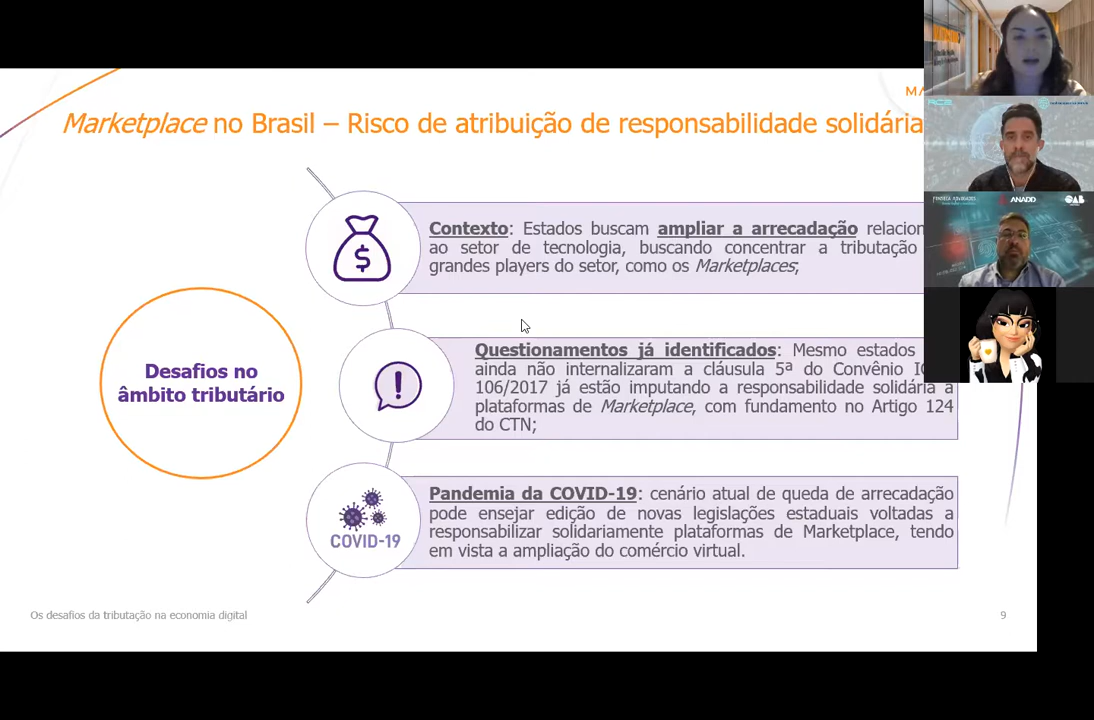 MA
Marketplace no Brasil – Risco de atribuição de responsabilidade solidária
Contexto: Estados buscam ampliar a arrecadação relacion
ao setor de tecnologia, buscando concentrar a tributação
grandes players do setor, como os Marketplaces;
Desafios no
âmbito tributário
Questionamentos já identificados: Mesmo estados
ainda não internalizaram a cláusula 5ª do Convênio IC
106/2017 já estão imputando a responsabilidade solidária a
plataformas de Marketplace, com fundamento no Artigo 124
do CTN;
COVID-19
Pandemia da COVID-19: cenário atual de queda de arrecadação
pode ensejar edição de novas legislações estaduais voltadas a
responsabilizar solidariamente plataformas de Marketplace, tendo
em vista a ampliação do comércio virtual.
Os desafios da tributação na economia digital
9
FONSECA ADVOGADOS
ANADD
OAB